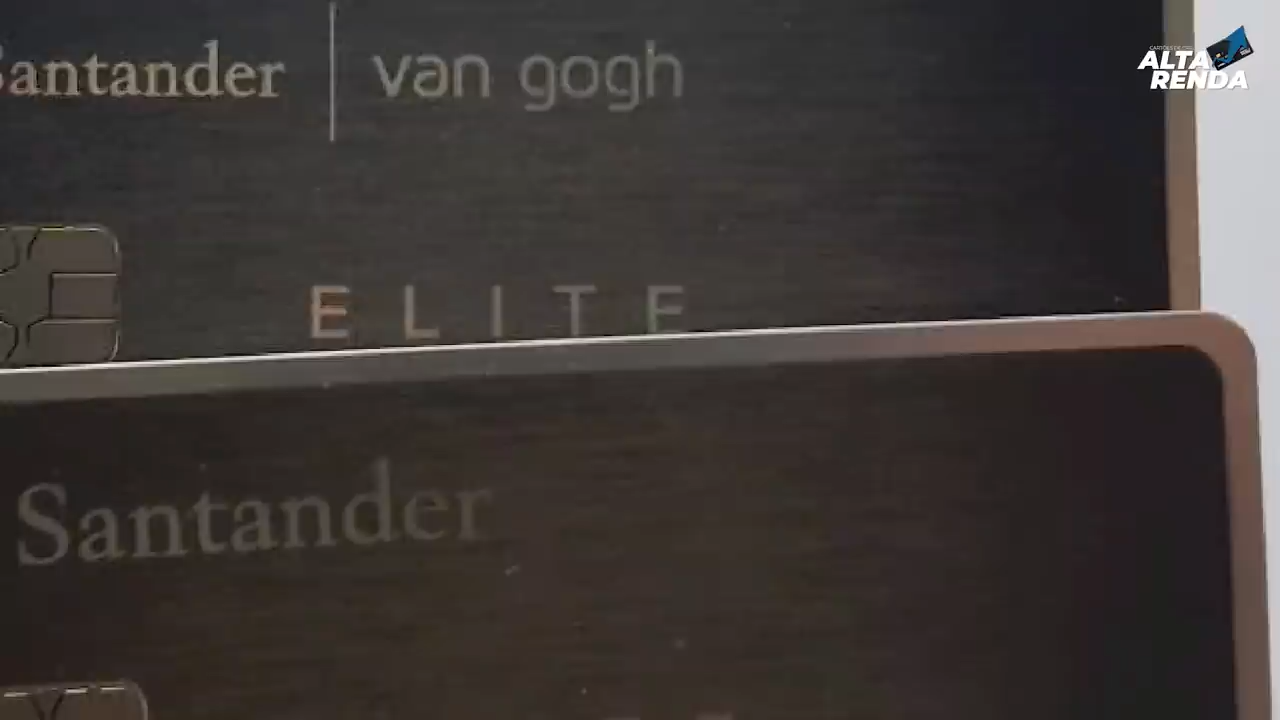 Santander | van gogh
ALTA
RENDA
ELITE
Santander